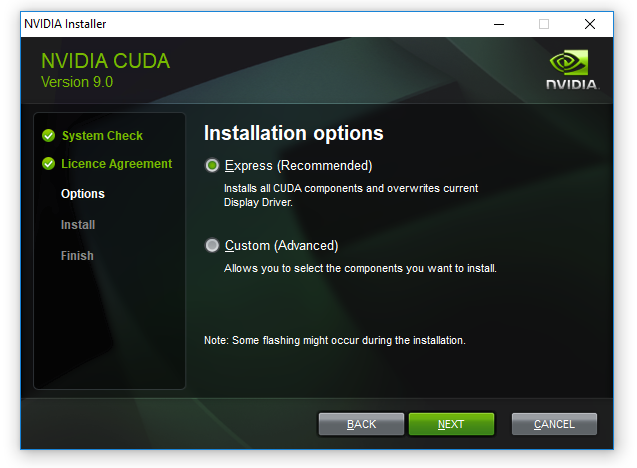 NVIDIA Installer
NVIDIA CUDA
Version 9.0
NVIDIA.
System Check
Licence Agreement
Options
Install
Finish
Installation options
Express (Recommended)
Installs all CUDA components and overwrites current
Display Driver.
Custom (Advanced)
Allows you to select the components you want to install.
Note: Some flashing might occur during the installation.
BACK
NEXT
CANCEL